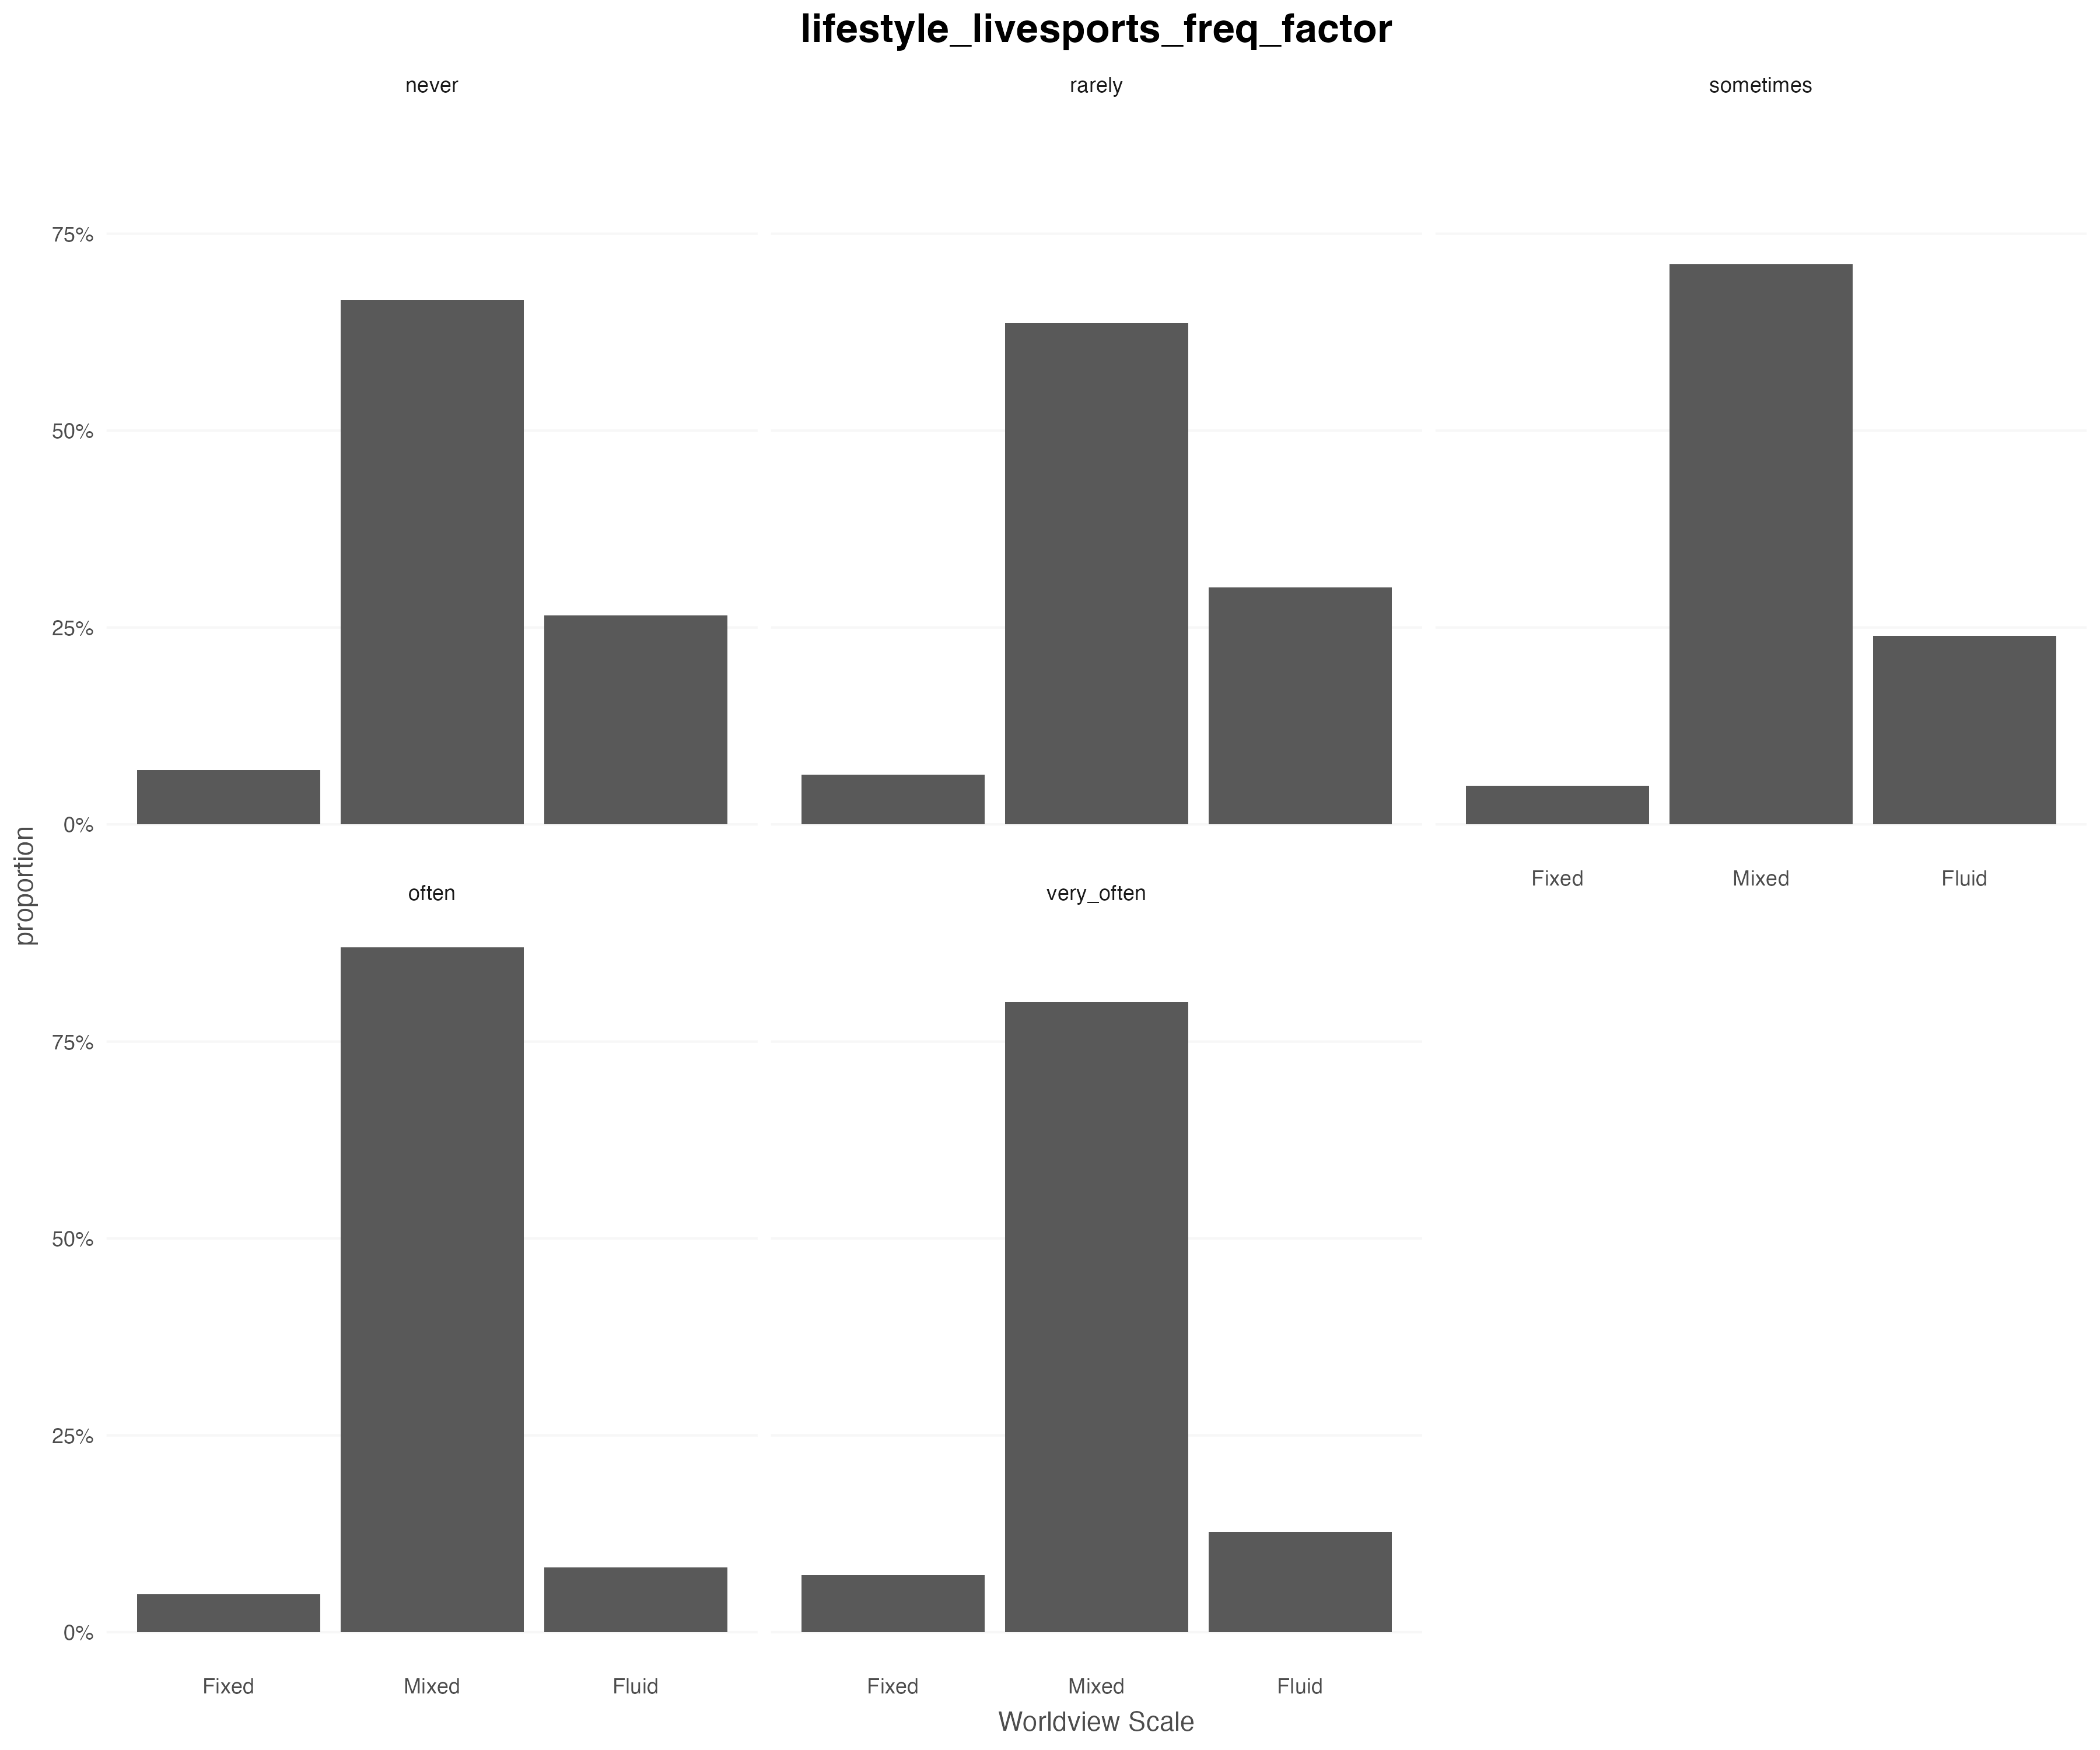 lifestyle_livesports_freq_factor
never
rarely
sometimes
75%
50%
25%
0%
Fixed Mixed Fluid
often
very_often
75%
50%
25%
0%
Fixed Mixed Fluid
Fixed Mixed Fluid
proportion
Worldview Scale